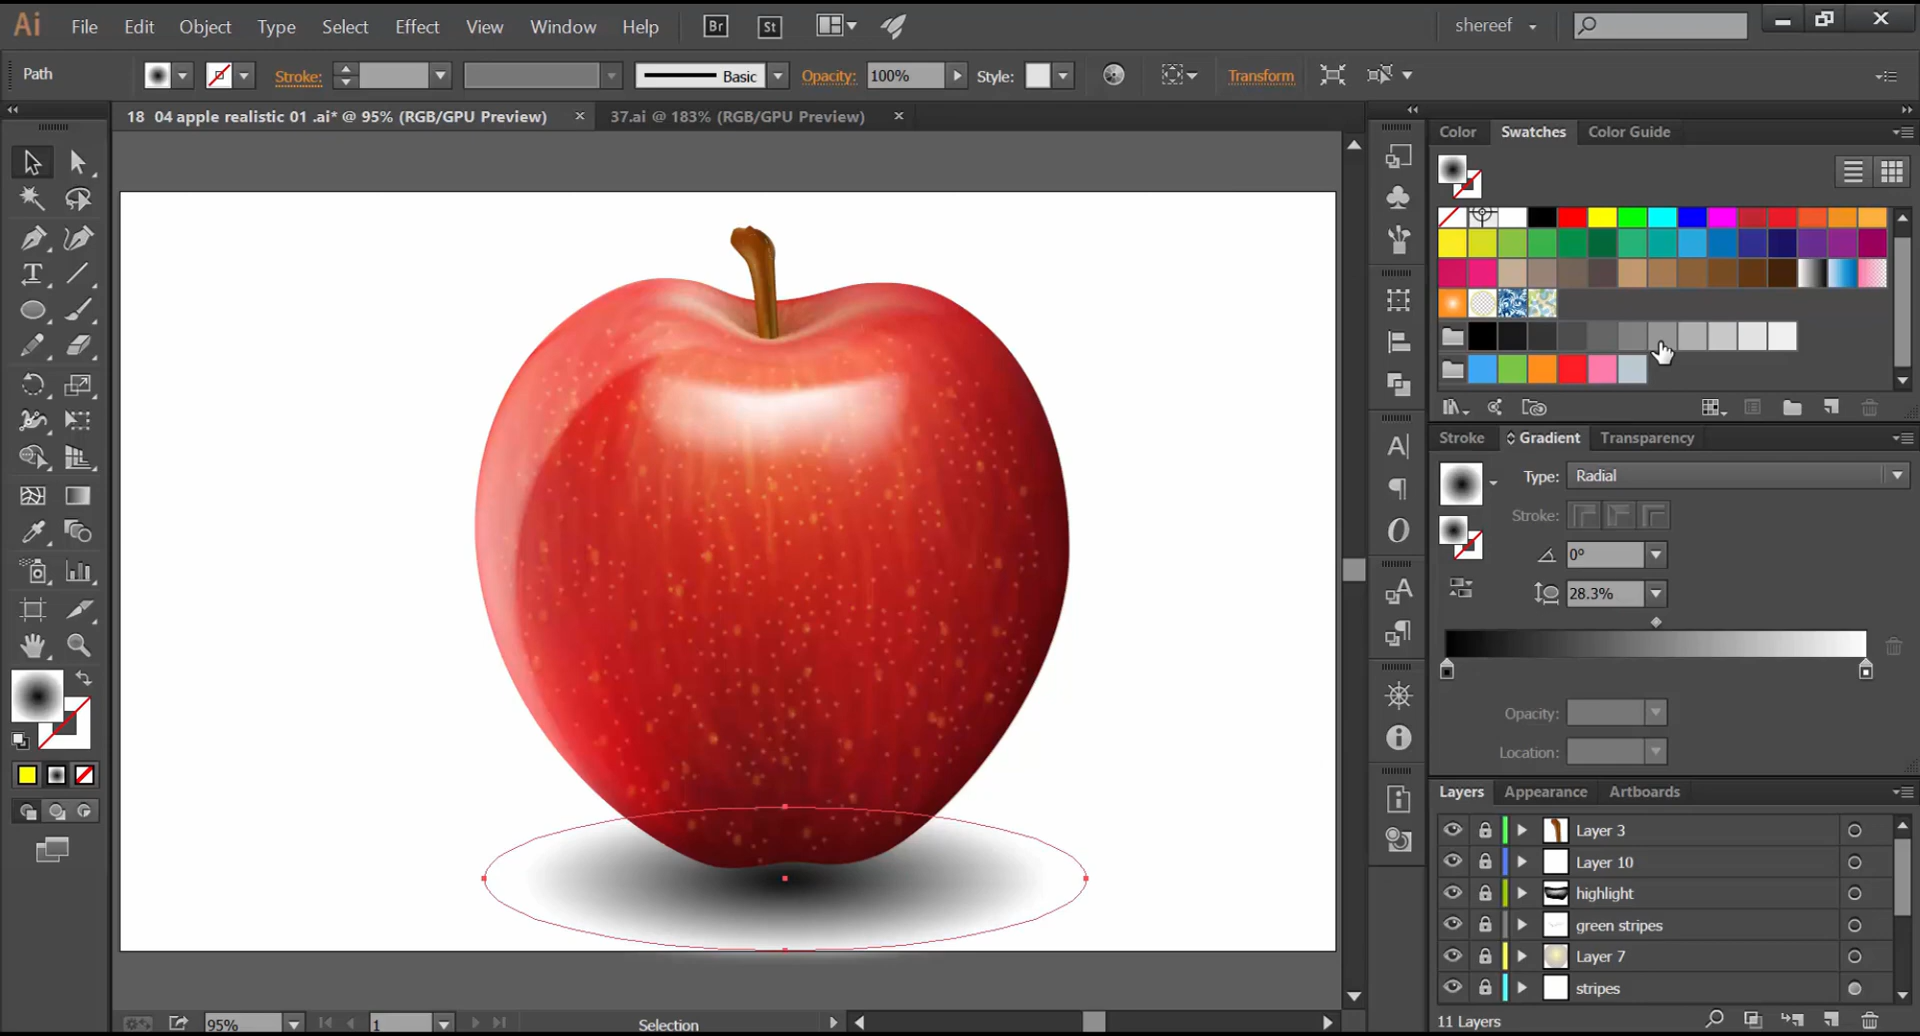 Ai File Edit Object Type Select Effect View Window Help Br St shereef
Path Stroke: Basic Opacity: 100% Style: Transform
18 04 apple realistic 01 .ai* @ 95% (RGB/GPU Preview) × 37.ai @ 183% (RGB/GPU Preview) ×
Color Swatches Color Guide
Stroke Gradient Transparency
Type: Radial
Stroke:
0°
28.3%
Opacity:
Location:
Layers Appearance Artboards
Layer 3
Layer 10
highlight
green stripes
Layer 7
stripes
95% 1 Selection 11 Layers